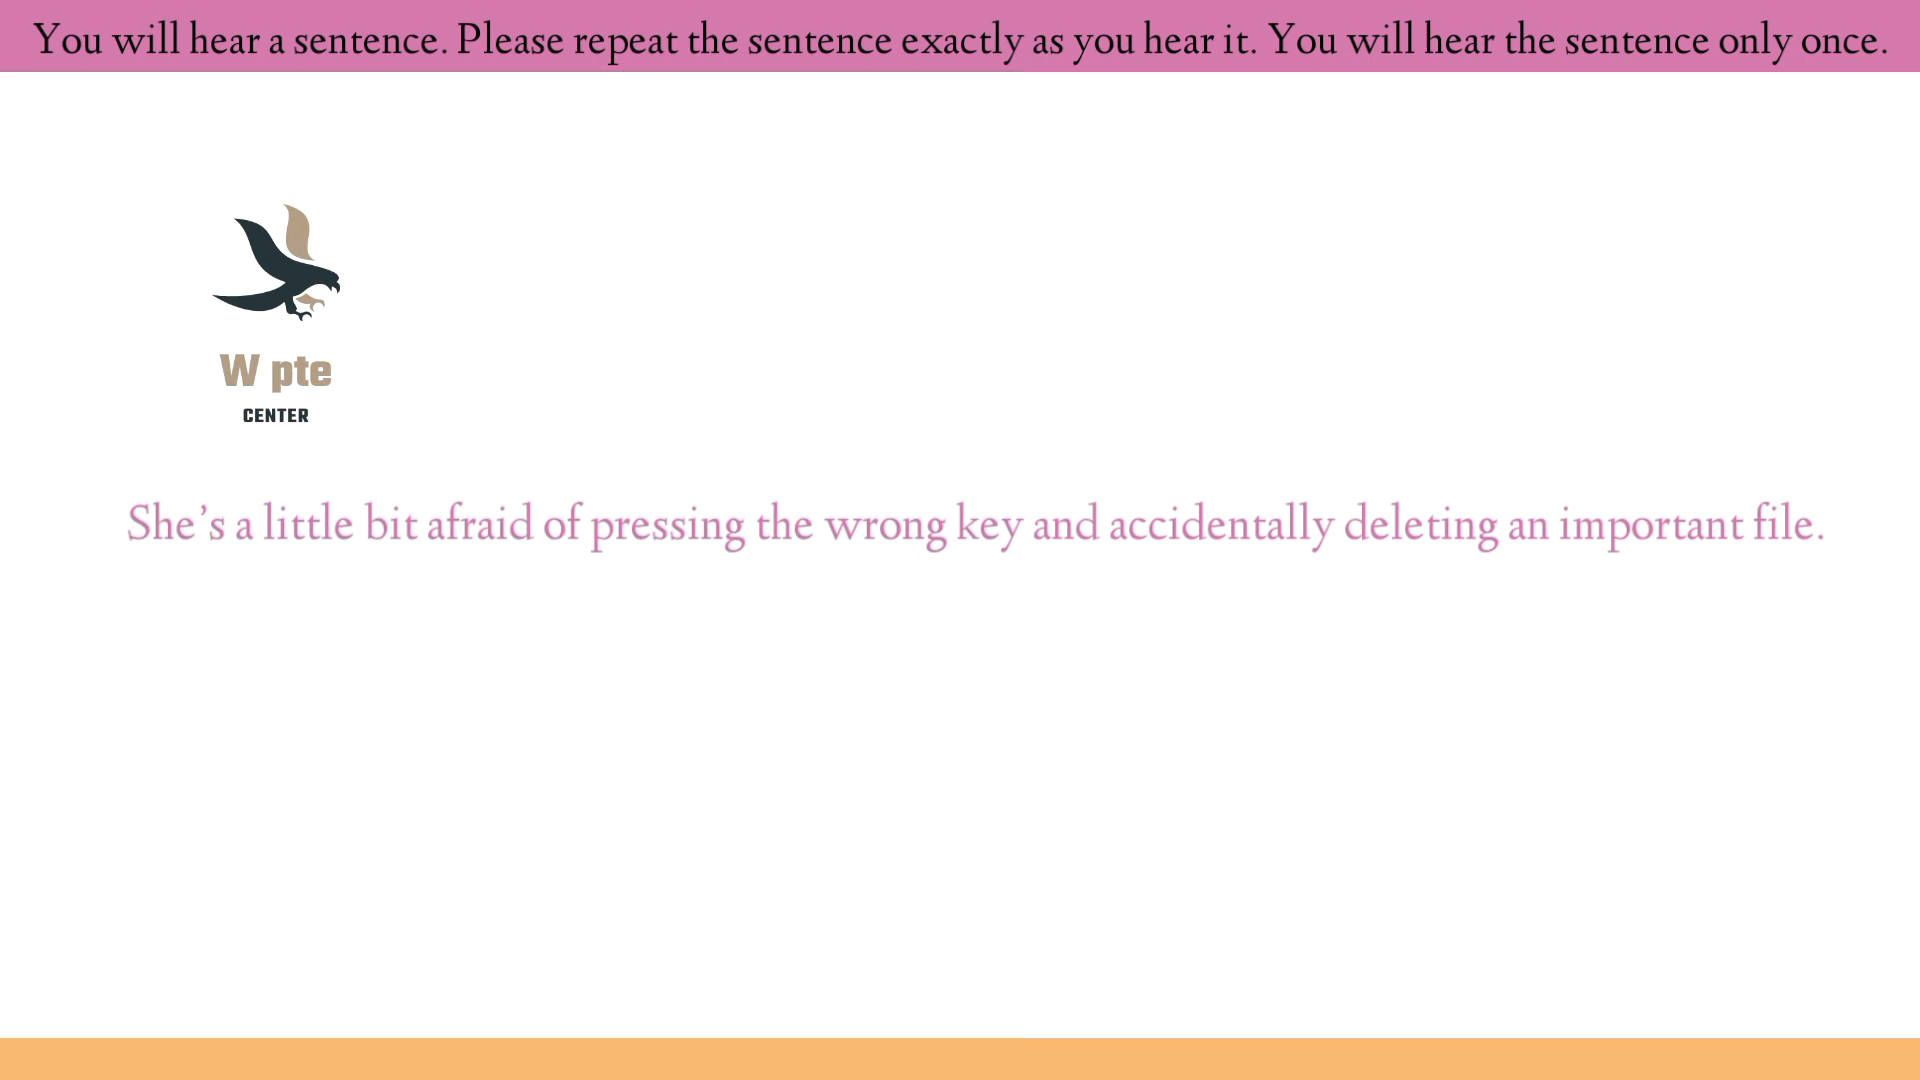 You will hear a sentence. Please repeat the sentence exactly as you hear it. You will hear the sentence only once.
W pte
CENTER
She's a little bit afraid of pressing the wrong key and accidentally deleting an important file.